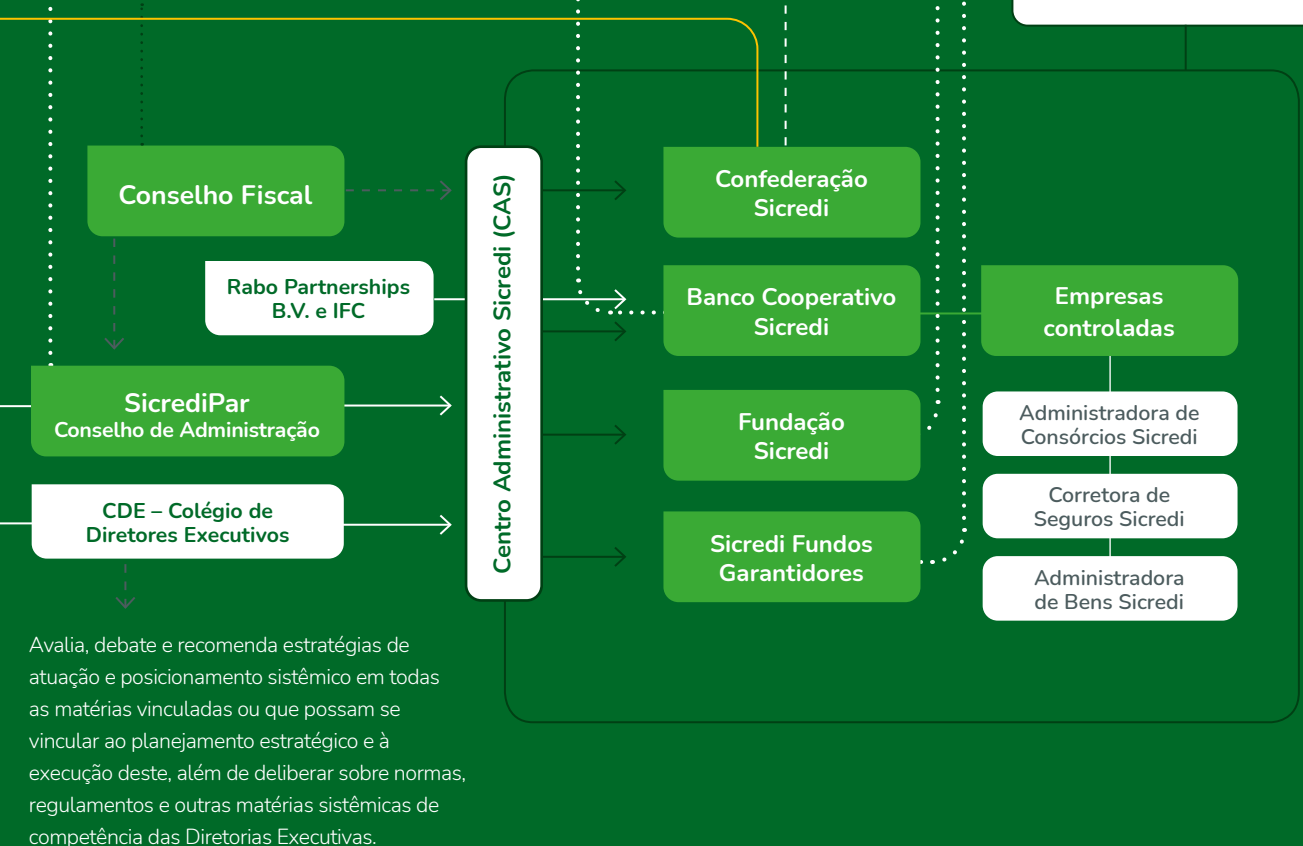 Conselho Fiscal
Rabo Partnerships
B.V. e IFC
SicrediPar
Conselho de Administração
CDE – Colégio de
Diretores Executivos
Avalia, debate e recomenda estratégias de
atuação e posicionamento sistêmico em todas
as matérias vinculadas ou que possam se
vincular ao planejamento estratégico e à
execução deste, além de deliberar sobre normas,
regulamentos e outras matérias sistêmicas de
competência das Diretorias Executivas.
Centro Administrativo Sicredi (CAS)
Confederação
Sicredi
Banco Cooperativo
Sicredi
Fundação
Sicredi
Sicredi Fundos
Garantidores
Empresas
controladas
Administradora de
Consórcios Sicredi
Corretora de
Seguros Sicredi
Administradora
de Bens Sicredi